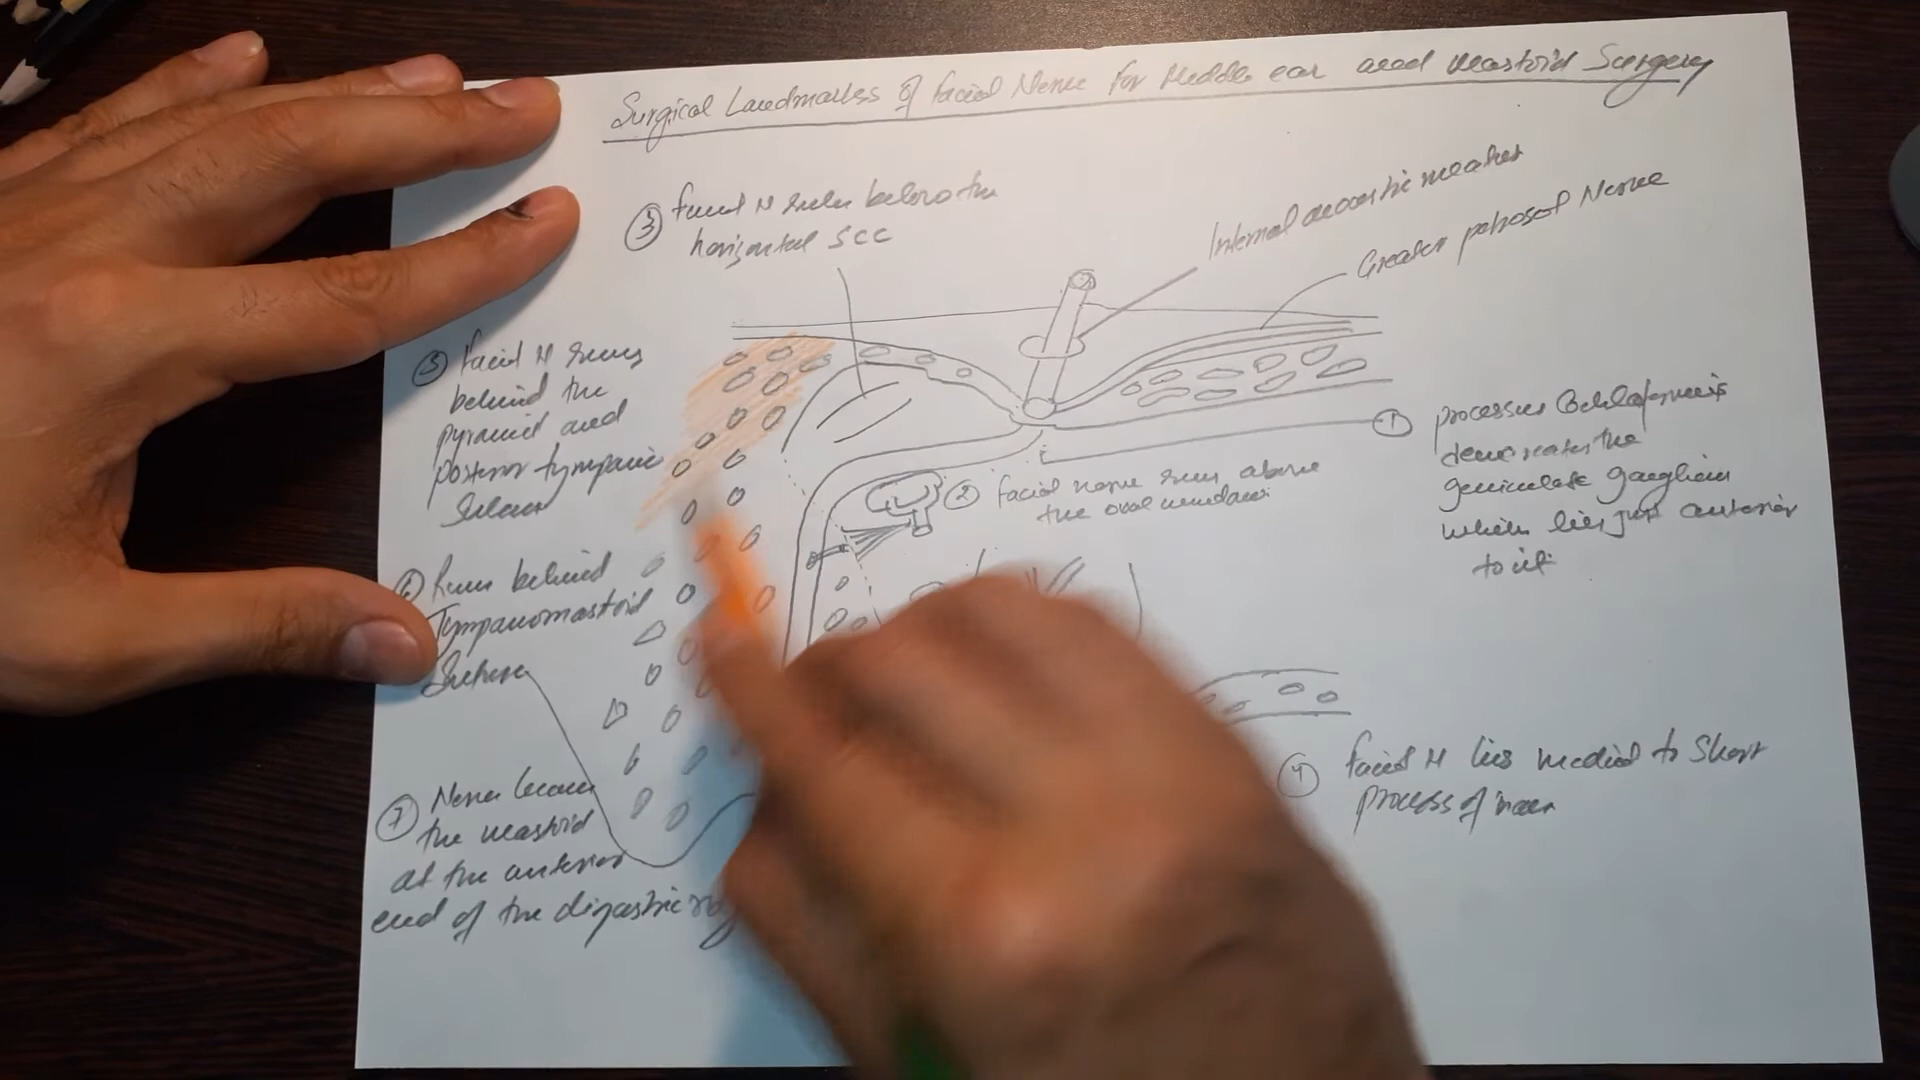 Surgical Landmarks of facial Nerve for Middle ear and mastoid Surgery
③ facial N runs below the
horizontal SCC
Internal acoustic meatus
Greater petrosal Nerve
⑤ facial N runs
behind the
pyramid and
posterior tympanic
① processus Cochleaformis
demarcates the
geniculate ganglion
which lies just anterior
to it
② facial nerve runs above
the oval window
⑥ Runs behind
Tympanomastoid
Suture
④ facial N lies medial to Short
process of
⑦ Nerve leaves
the mastoid
at the anterior
end of the digastric